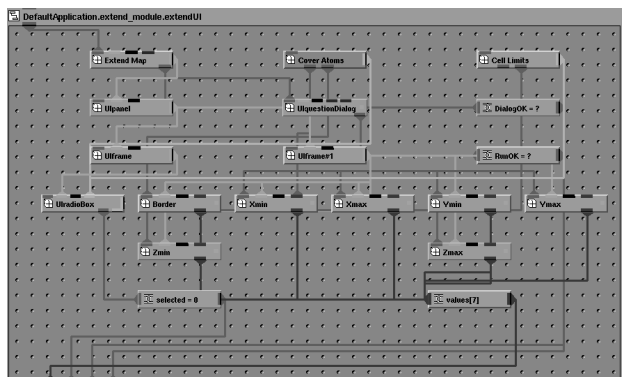 DefaultApplication.extend_module.extendUI
Extend Map
Cover Atoms
Cell Limits
UIpanel
UIquestionDialog
DialogOK = ?
UIframe
UIframe#1
RunOK = ?
UIradioBox
Border
Xmin
Xmax
Ymin
Ymax
Zmin
Zmax
selected = 0
values[7]